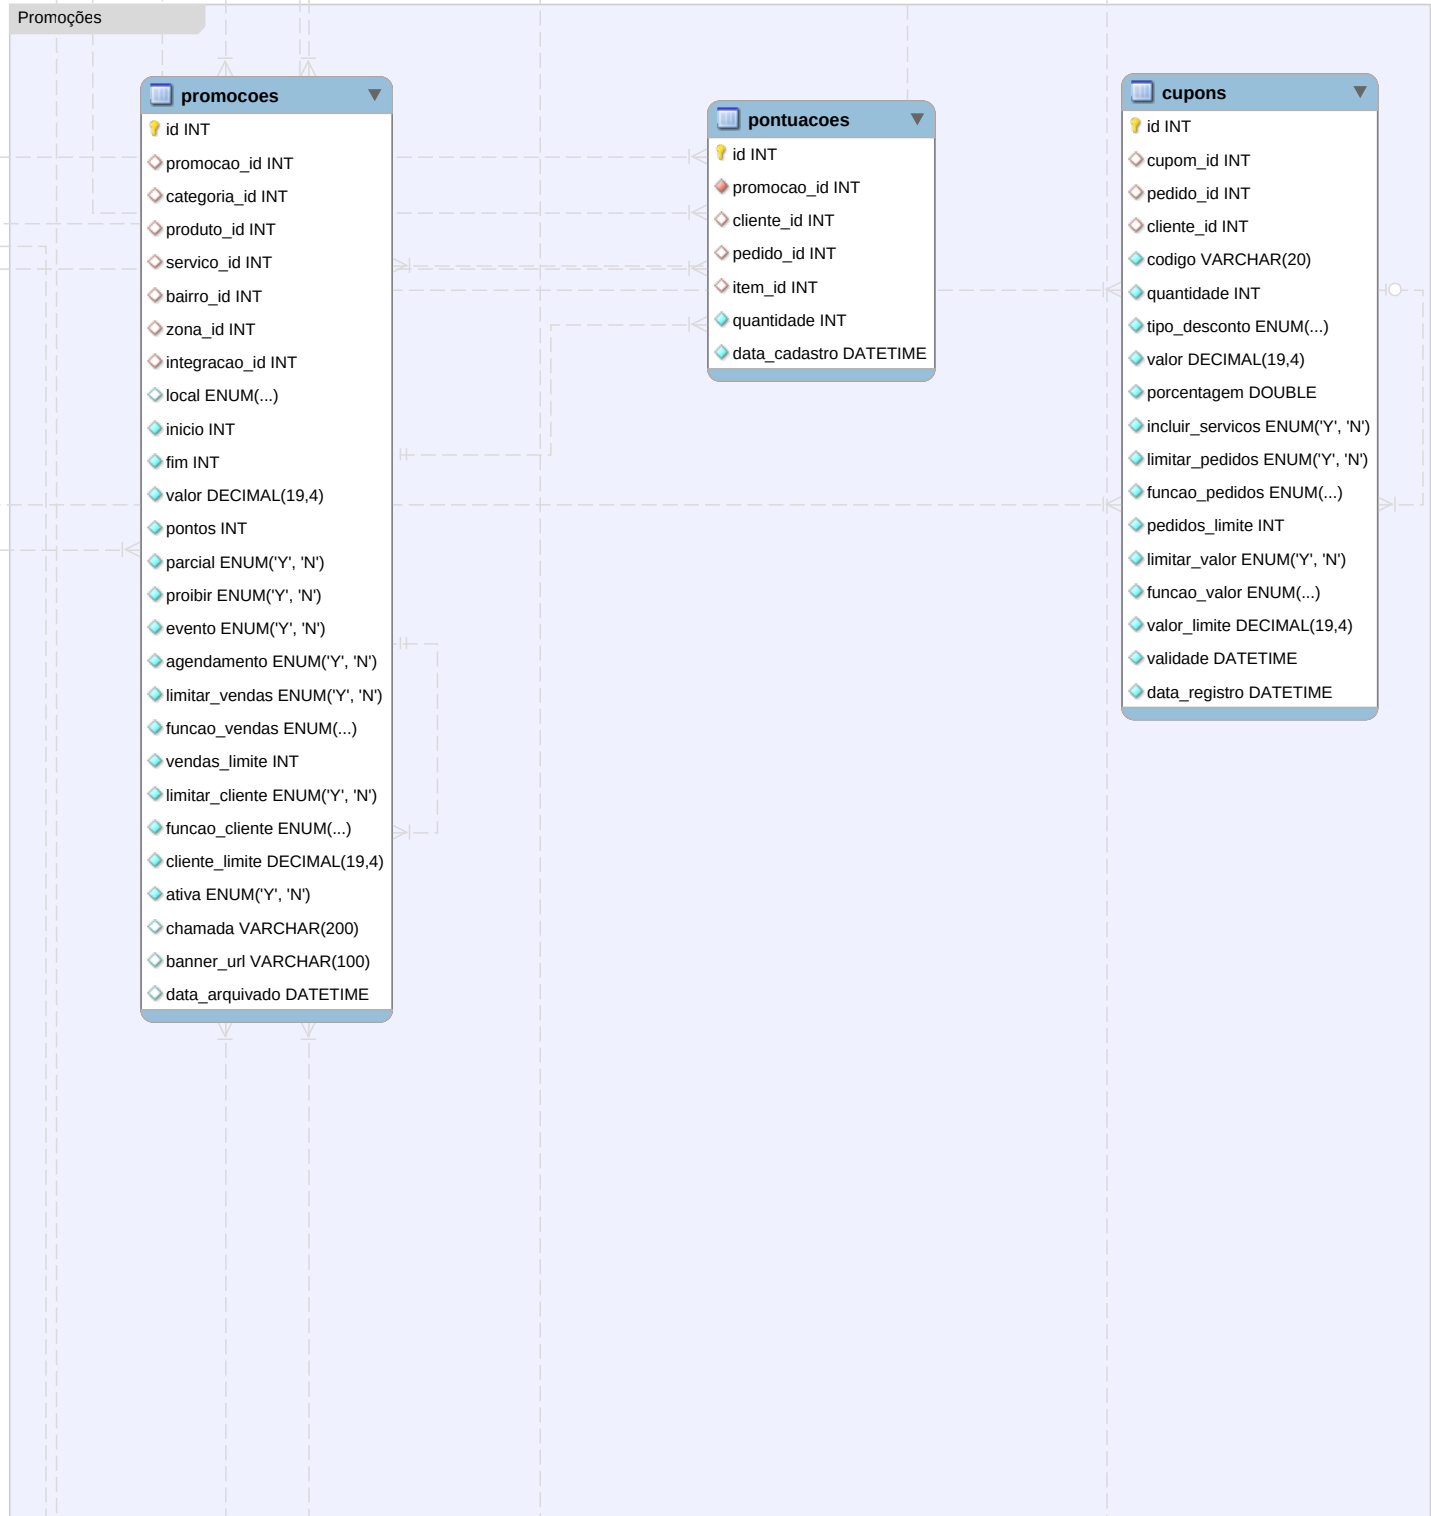 Promoções
promocoes
id INT
promocao_id INT
categoria_id INT
produto_id INT
servico_id INT
bairro_id INT
zona_id INT
integracao_id INT
local ENUM(...)
inicio INT
fim INT
valor DECIMAL(19,4)
pontos INT
parcial ENUM('Y', 'N')
proibir ENUM('Y', 'N')
evento ENUM('Y', 'N')
agendamento ENUM('Y', 'N')
limitar_vendas ENUM('Y', 'N')
funcao_vendas ENUM(...)
vendas_limite INT
limitar_cliente ENUM('Y', 'N')
funcao_cliente ENUM(...)
cliente_limite DECIMAL(19,4)
ativa ENUM('Y', 'N')
chamada VARCHAR(200)
banner_url VARCHAR(100)
data_arquivado DATETIME
pontuacoes
id INT
promocao_id INT
cliente_id INT
pedido_id INT
item_id INT
quantidade INT
data_cadastro DATETIME
cupons
id INT
cupom_id INT
pedido_id INT
cliente_id INT
codigo VARCHAR(20)
quantidade INT
tipo_desconto ENUM(...)
valor DECIMAL(19,4)
porcentagem DOUBLE
incluir_servicos ENUM('Y', 'N')
limitar_pedidos ENUM('Y', 'N')
funcao_pedidos ENUM(...)
pedidos_limite INT
limitar_valor ENUM('Y', 'N')
funcao_valor ENUM(...)
valor_limite DECIMAL(19,4)
validade DATETIME
data_registro DATETIME